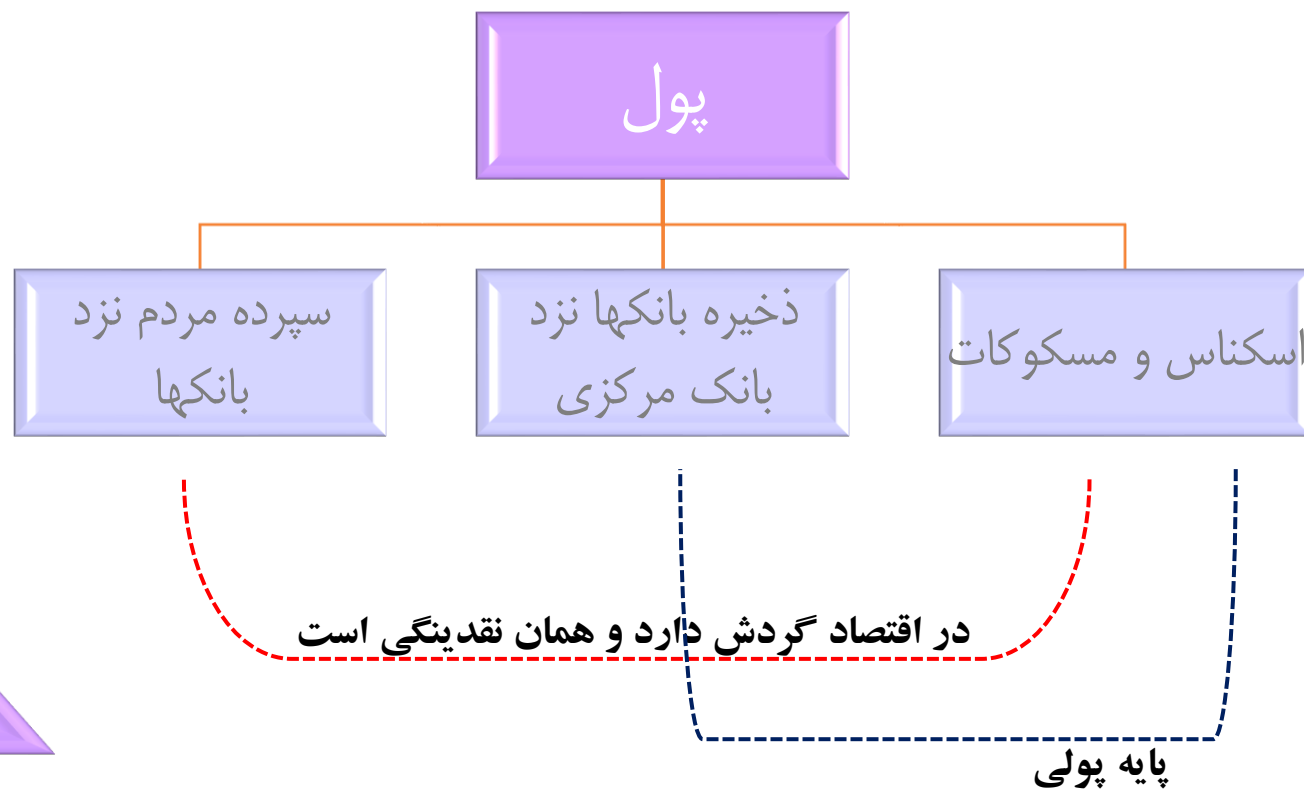 پول
اسکناس و مسکوکات
ذخیره بانکها نزد
بانک مرکزی
سپرده مردم نزد
بانکها
در اقتصاد گردش دارد و همان نقدینگی است
پایه پولی